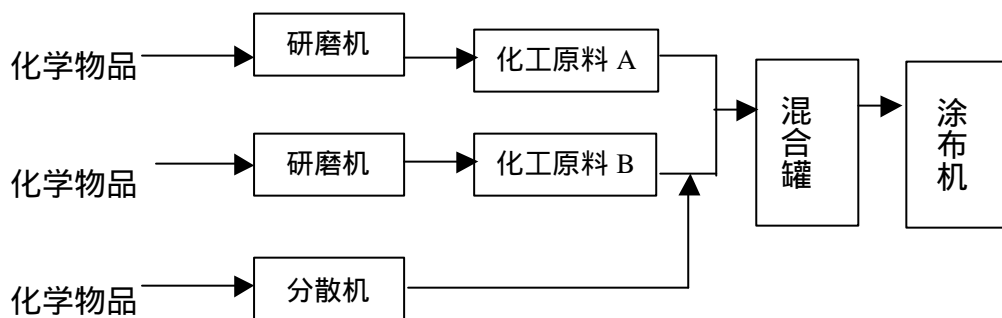 化学物品
研磨机
化工原料 A
化学物品
研磨机
化工原料 B
化学物品
分散机
混合罐
涂布机